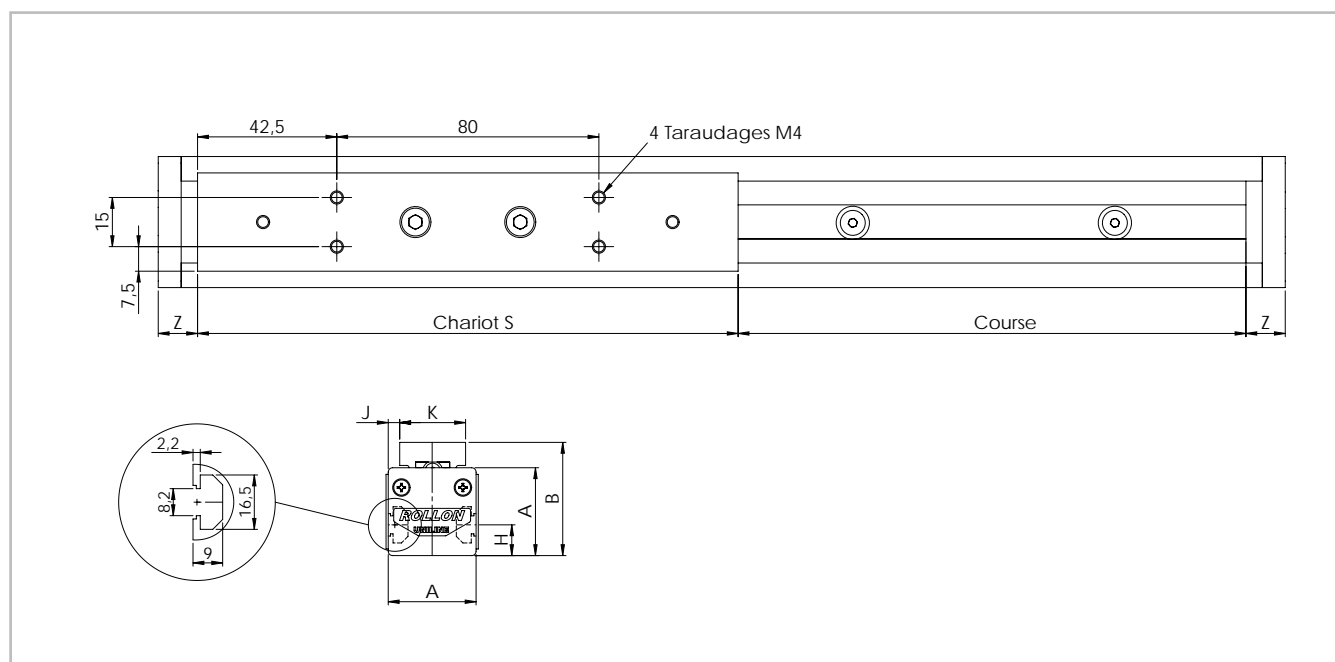 42,5
80
4 Taraudages M4
15
7,5
Z
Chariot S
Course
Z
J
K
2,2
8,2
16,5
9
ROLLON
UNILINE
H
A
B
A